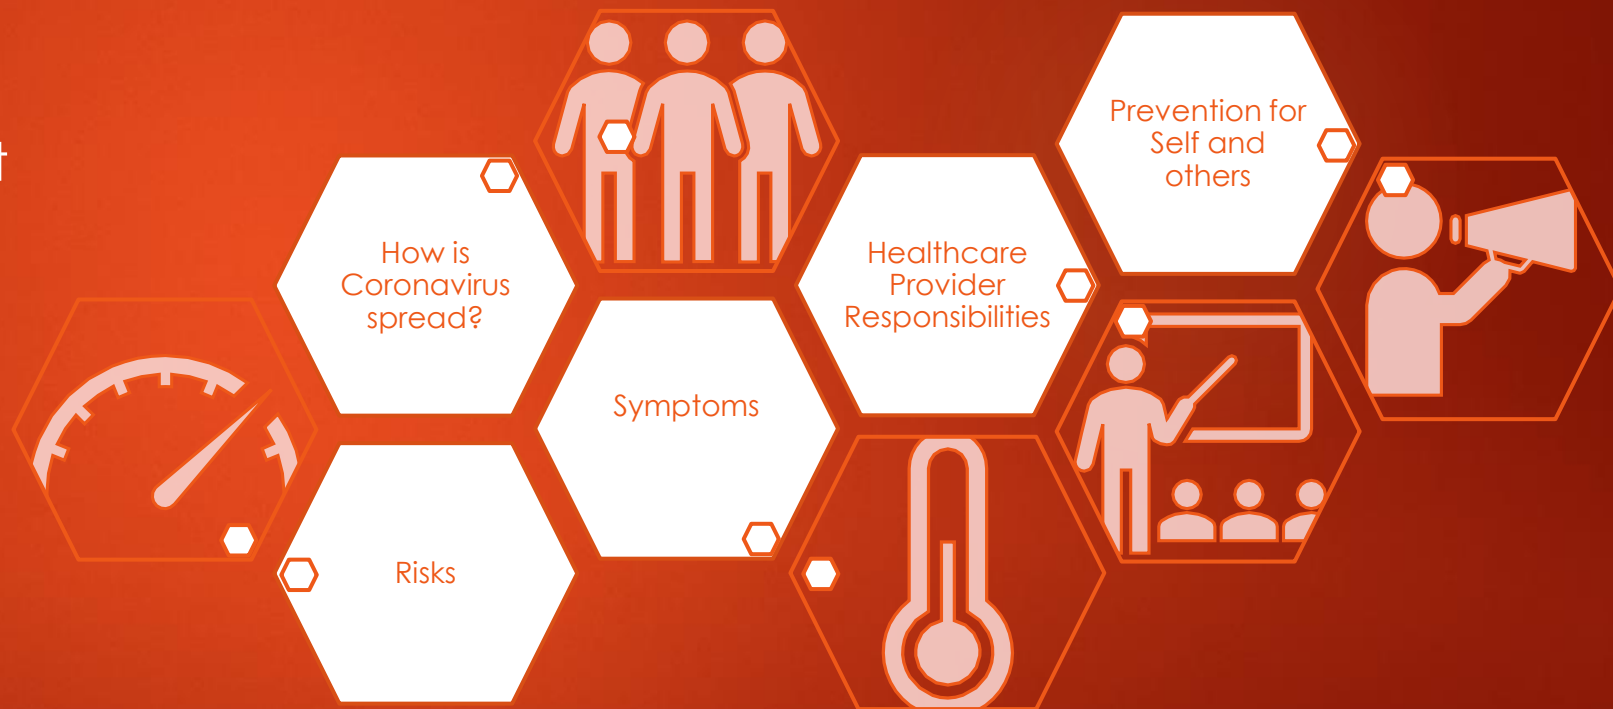 How is
Coronavirus
spread?
Risks
Symptoms
Healthcare
Provider
Responsibilities
Prevention for
Self and
others